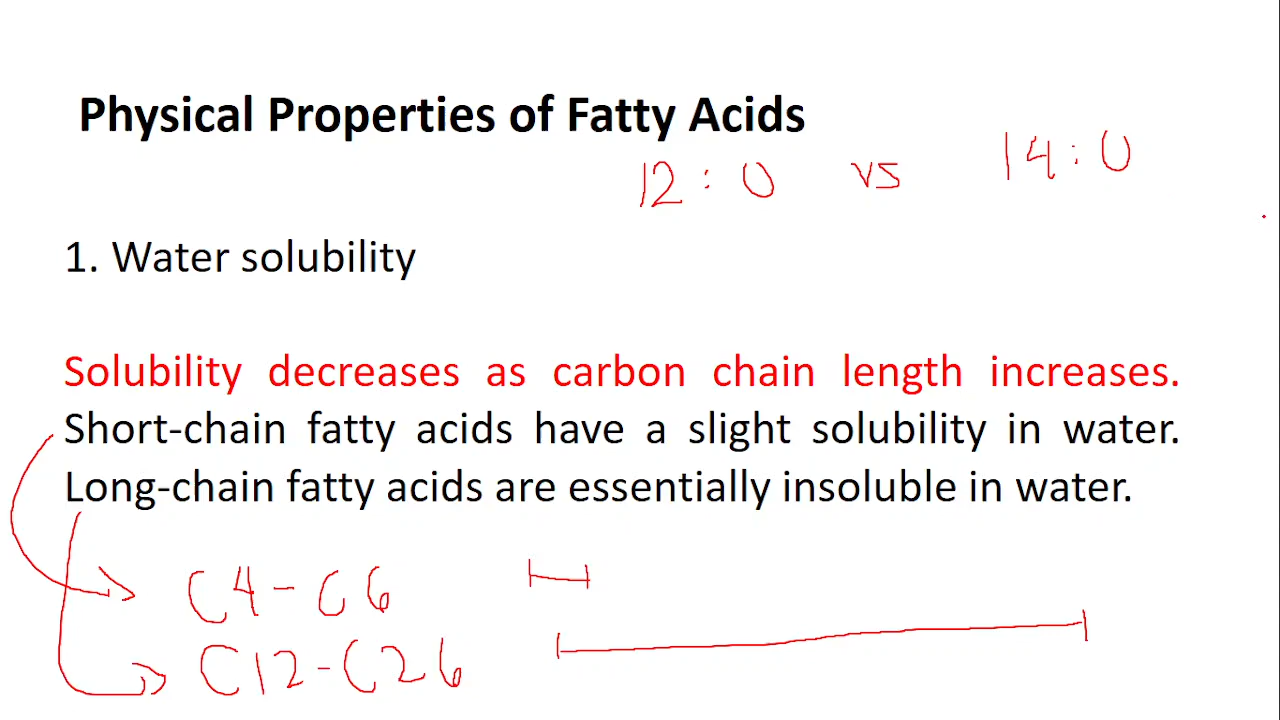 Physical Properties of Fatty Acids
12 : 0 vs 14 : 0
1. Water solubility
Solubility decreases as carbon chain length increases.
Short-chain fatty acids have a slight solubility in water.
Long-chain fatty acids are essentially insoluble in water.
C4 - C6
C12 - C26